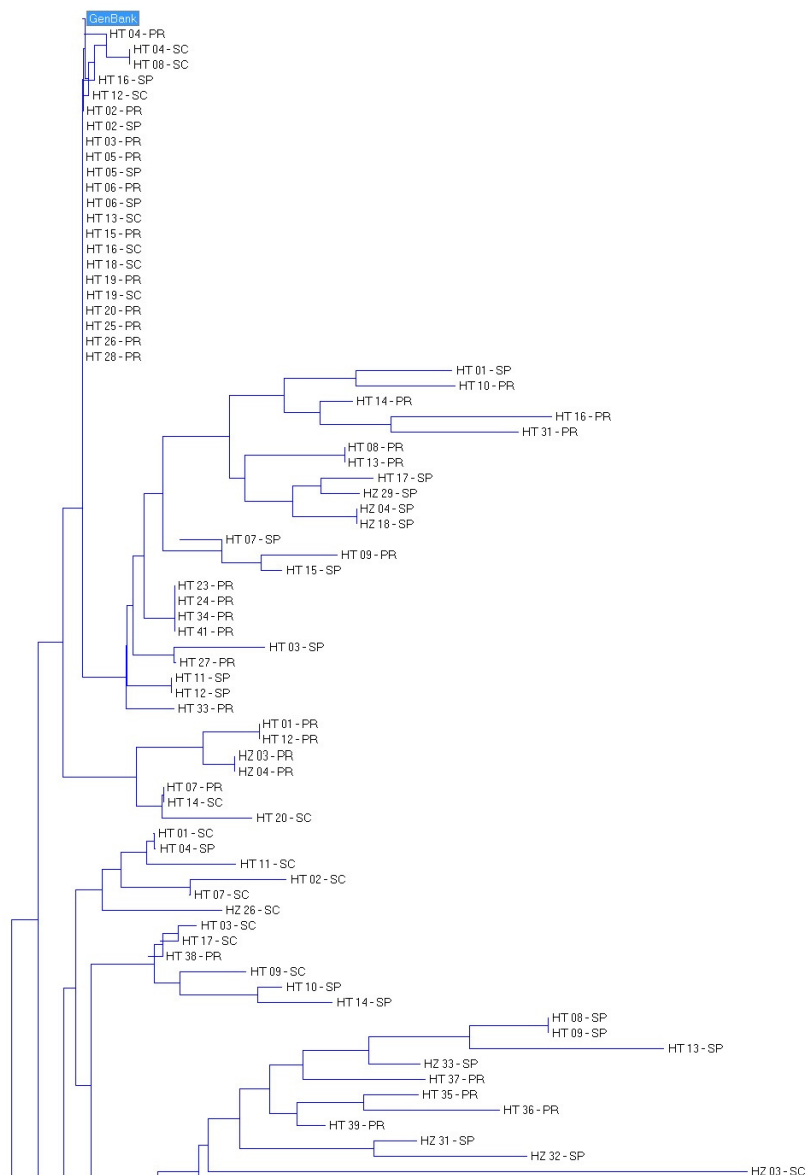 GenBank
HT 04 - PR
HT 04 - SC
HT 08 - SC
HT 16 - SP
HT 12 - SC
HT 02 - PR
HT 02 - SP
HT 03 - PR
HT 05 - PR
HT 05 - SP
HT 06 - PR
HT 06 - SP
HT 13 - SC
HT 15 - PR
HT 16 - SC
HT 18 - SC
HT 19 - PR
HT 19 - SC
HT 20 - PR
HT 25 - PR
HT 26 - PR
HT 28 - PR
HT 01 - SP
HT 10 - PR
HT 14 - PR
HT 16 - PR
HT 31 - PR
HT 08 - PR
HT 13 - PR
HT 17 - SP
HZ 29 - SP
HZ 04 - SP
HZ 18 - SP
HT 07 - SP
HT 09 - PR
HT 15 - SP
HT 23 - PR
HT 24 - PR
HT 34 - PR
HT 41 - PR
HT 03 - SP
HT 27 - PR
HT 11 - SP
HT 12 - SP
HT 33 - PR
HT 01 - PR
HT 12 - PR
HZ 03 - PR
HZ 04 - PR
HT 07 - PR
HT 14 - SC
HT 20 - SC
HT 01 - SC
HT 04 - SP
HT 11 - SC
HT 02 - SC
HT 07 - SC
HZ 26 - SC
HT 03 - SC
HT 17 - SC
HT 38 - PR
HT 09 - SC
HT 10 - SP
HT 14 - SP
HT 08 - SP
HT 09 - SP
HT 13 - SP
HZ 33 - SP
HT 37 - PR
HT 35 - PR
HT 36 - PR
HT 39 - PR
HZ 31 - SP
HZ 32 - SP
HZ 03 - SC